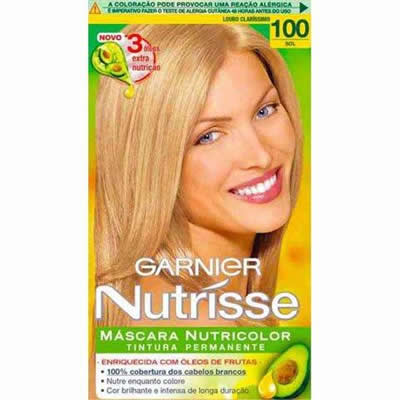 A COLORAÇÃO PODE PROVOCAR UMA REAÇÃO ALÉRGICA
É IMPERATIVO FAZER O TESTE DE ALERGIA CUTÂNEA 48 HORAS ANTES DO USO
LOURO CLARÍSSIMO
100
SOL
NOVO
3 óleos
extra
nutrição
GARNIER
Nutrisse
MÁSCARA NUTRICOLOR
TINTURA PERMANENTE
ENRIQUECIDA COM ÓLEOS DE FRUTAS
• 100% cobertura dos cabelos brancos
• Nutre enquanto colore
• Cor brilhante e intensa de longa duração